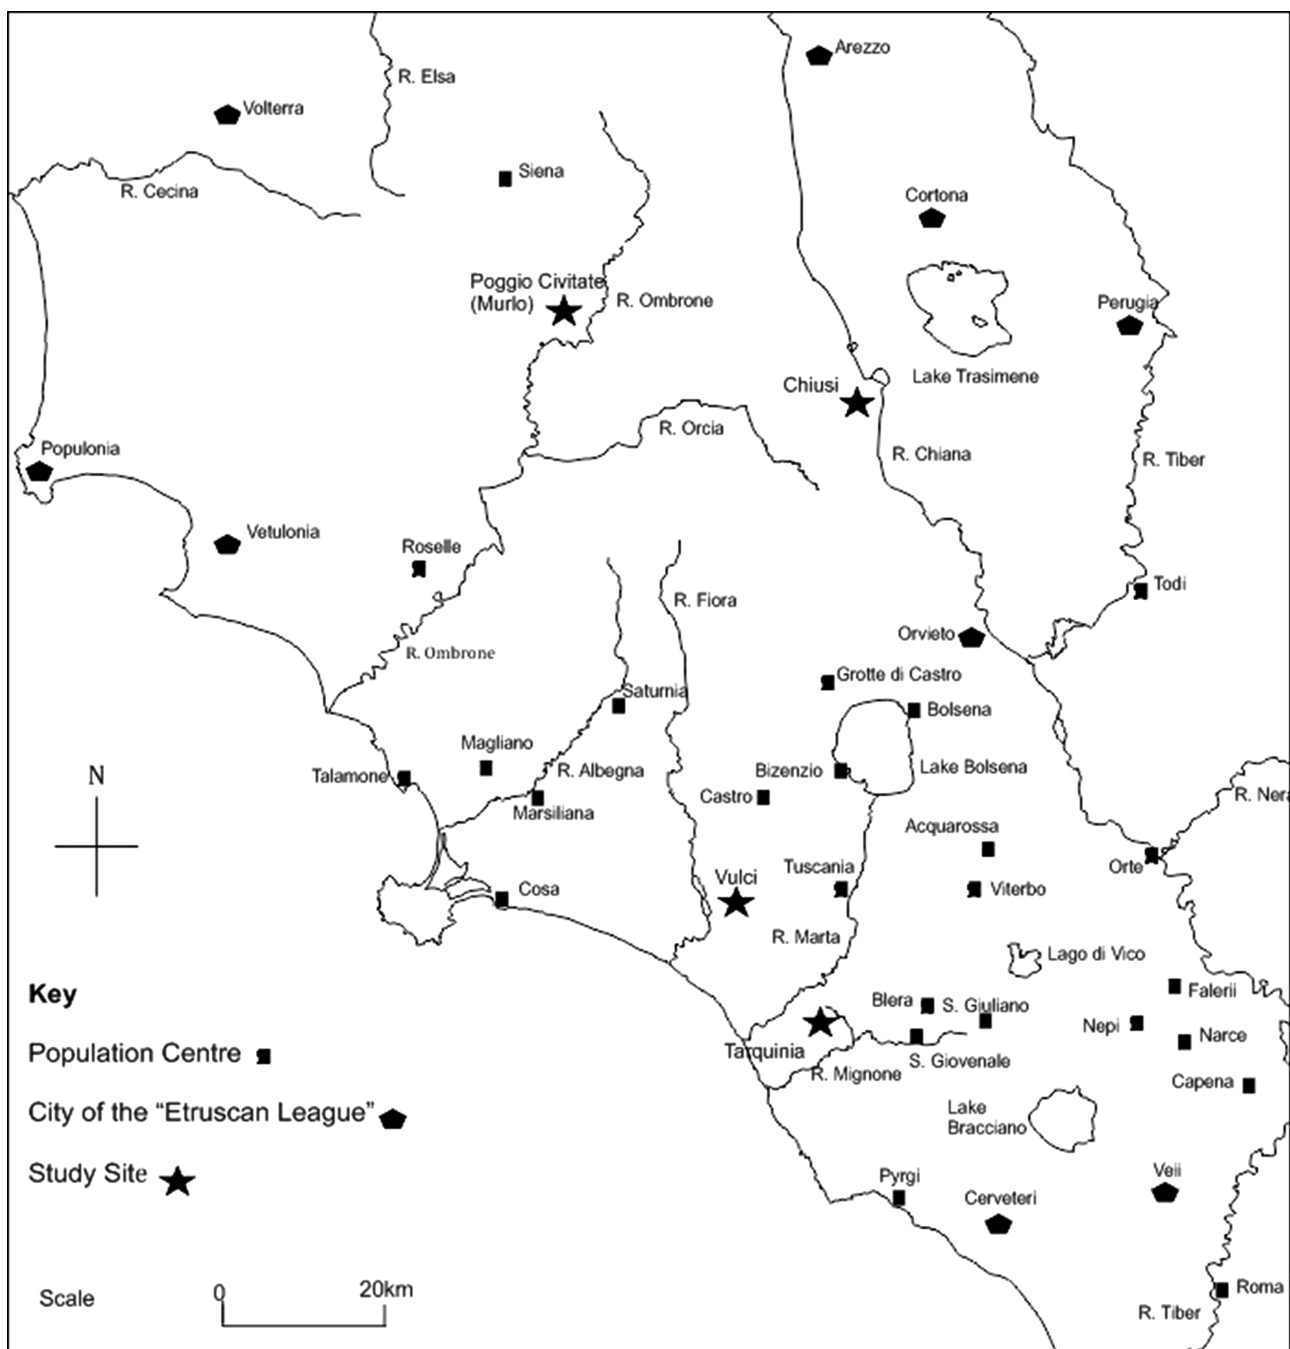 Arezzo
R. Elsa
Volterra
Siena
R. Cecina
Cortona
Poggio Civitate
(Murlo)
R. Ombrone
Perugia
Lake Trasimene
Chiusi
R. Orcia
Populonia
R. Chiana
R. Tiber
Vetulonia
Roselle
Todi
R. Fiora
Orvieto
R. Ombrone
Grotte di Castro
Saturnia
Bolsena
Magliano
Talamone
R. Albegna
Bizenzio
Lake Bolsena
N
Castro
Marsiliana
R. Nera
Acquarossa
Tuscania
Orte
Vulci
Cosa
Viterbo
R. Marta
Lago di Vico
Key
Falerii
Blera
S. Giuliano
Nepi
Narce
Population Centre
Tarquinia
S. Giovenale
R. Mignone
Capena
City of the “Etruscan League”
Lake
Bracciano
Study Site
Veii
Pyrgi
Cerveteri
Scale
0
20km
Roma
R. Tiber